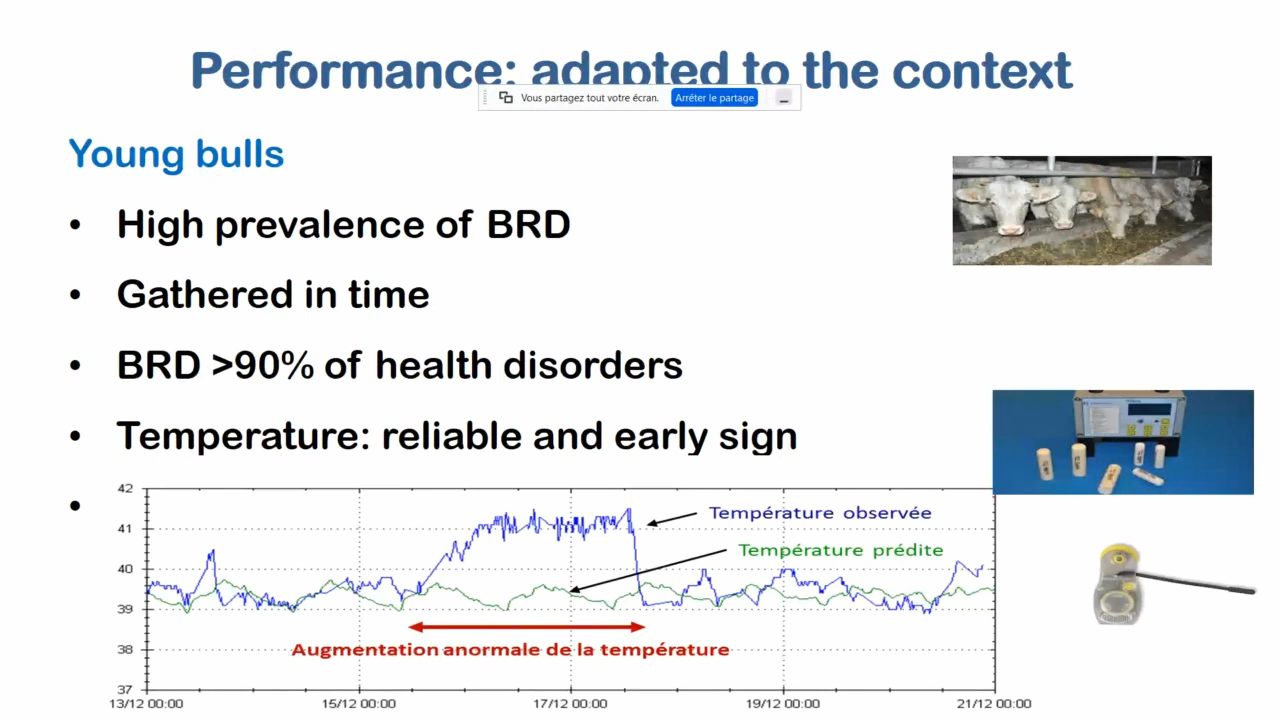 Performance: adapted to the context
Vous partagez tout votre écran.
Arrêter le partage
Young bulls
• High prevalence of BRD
• Gathered in time
• BRD >90% of health disorders
• Temperature: reliable and early sign
•
42
41
40
39
38
37
Température observée
Température prédite
Augmentation anormale de la température
13/12 00:00
15/12 00:00
17/12 00:00
19/12 00:00
21/12 00:00